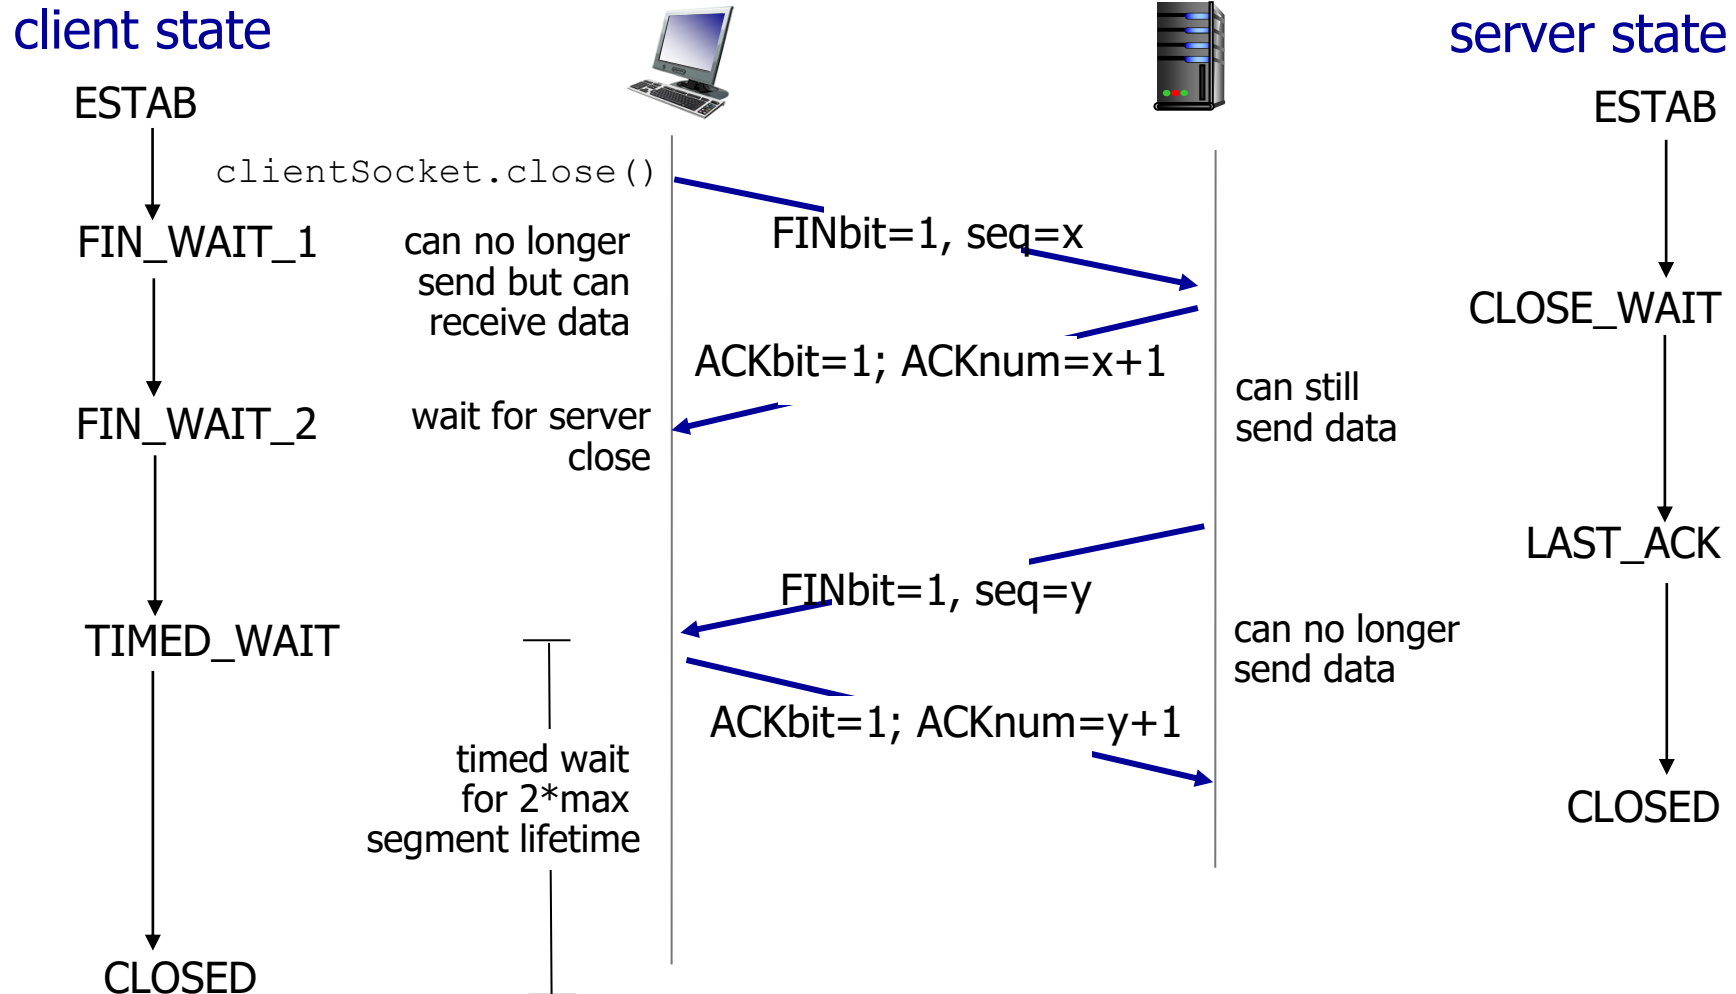 client state
server state
ESTAB
ESTAB
clientSocket.close()
FIN_WAIT_1
can no longer
send but can
receive data
FINbit=1, seq=x
CLOSE_WAIT
ACKbit=1; ACKnum=x+1
FIN_WAIT_2
wait for server
close
can still
send data
LAST_ACK
FINbit=1, seq=y
TIMED_WAIT
can no longer
send data
ACKbit=1; ACKnum=y+1
timed wait
for 2*max
segment lifetime
CLOSED
CLOSED